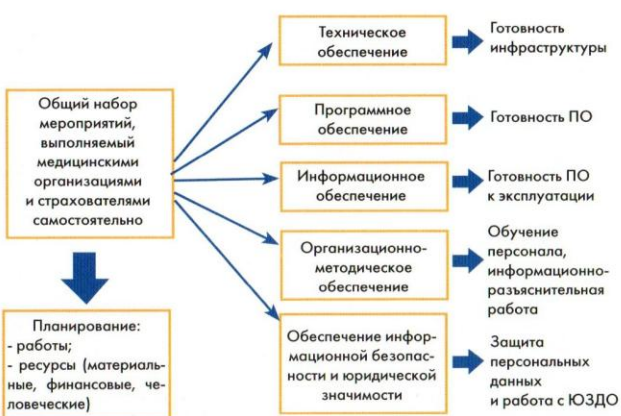 Общий набор
мероприятий,
выполняемый
медицинскими
организациями
и страхователями
самостоятельно
Планирование:
- работы;
- ресурсы (материаль-
ные, финансовые, че-
ловеческие)
Техническое
обеспечение
Готовность
инфраструктуры
Программное
обеспечение
Готовность ПО
Информационное
обеспечение
Готовность ПО
к эксплуатации
Организационно-
методическое
обеспечение
Обучение
персонала,
информационно-
разъяснительная
работа
Обеспечение инфор-
мационной безопас-
ности и юридической
значимости
Защита
персональных
данных
и работа с ЮЗДО